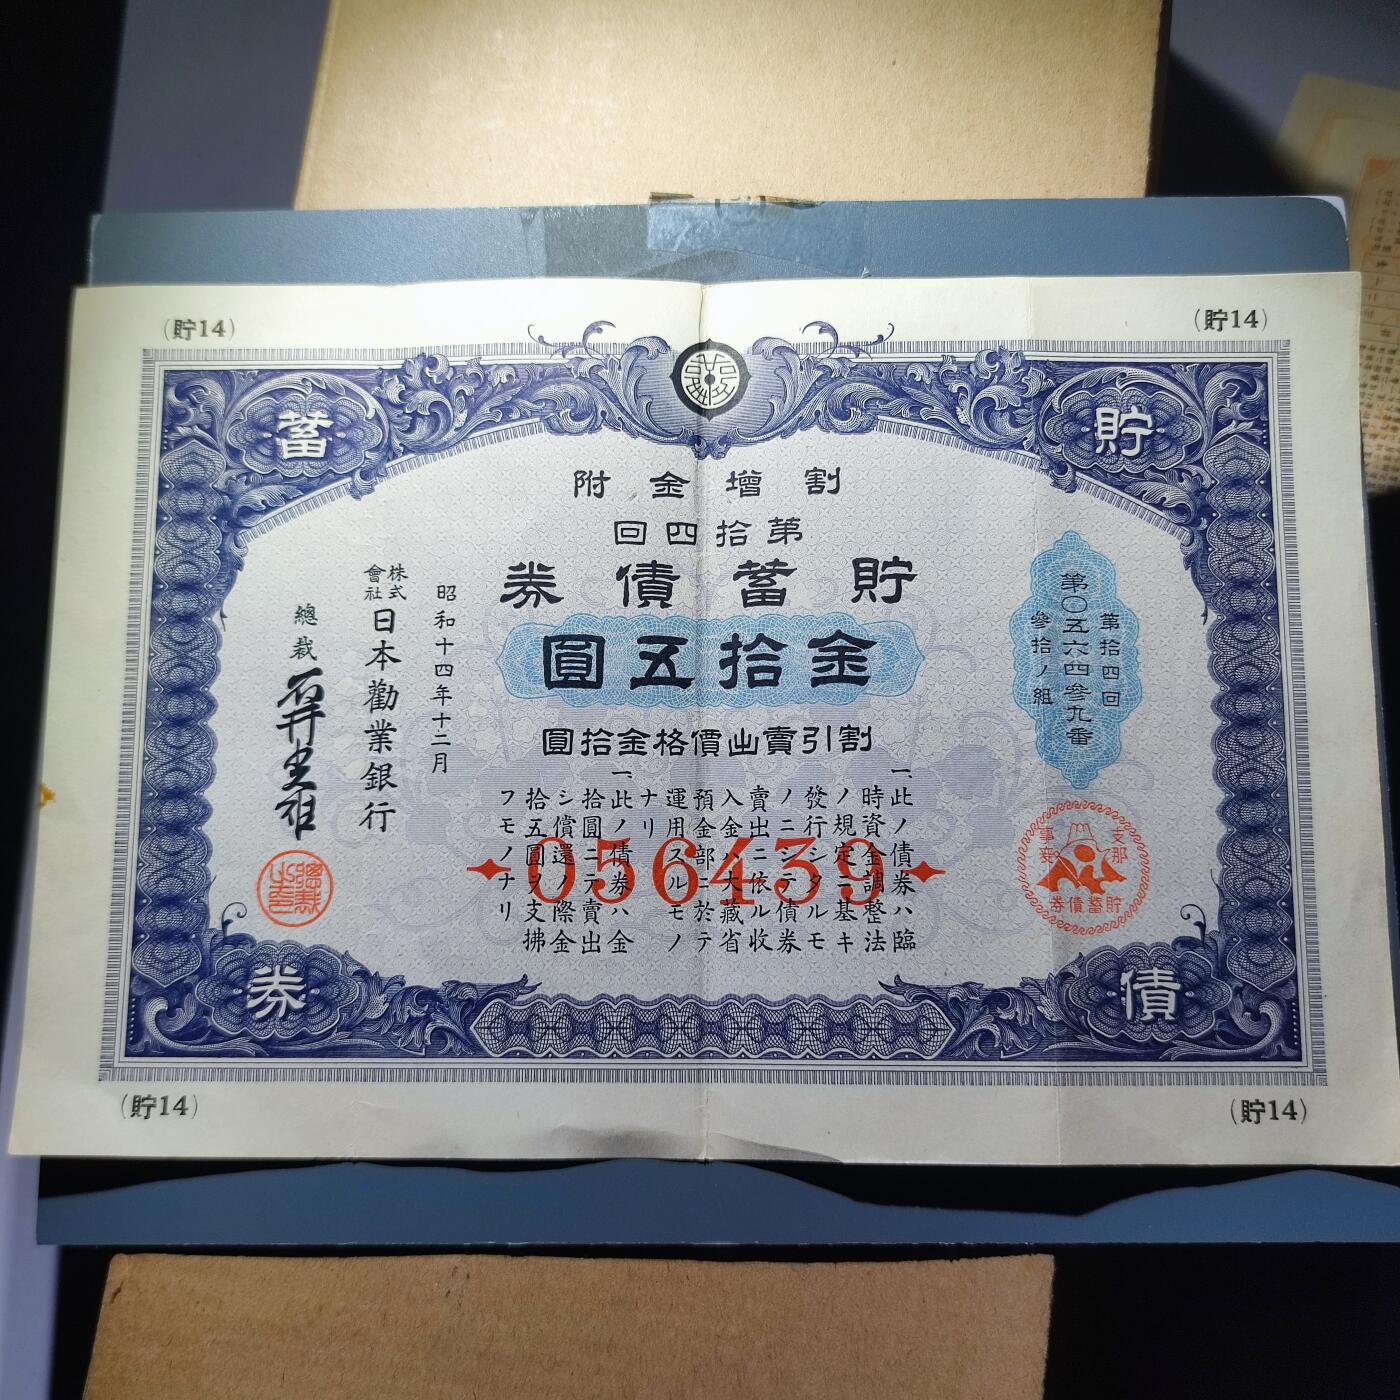 (貯14)
(貯14)
貯
蓄
債
券
割増金附
第拾四回
貯蓄債券
金拾五圓
割引賣出價格金拾圓
第拾四回
第〇五六四參九番
參拾ノ組
支那
事変
貯蓄債券
一、此ノ債券ハ臨
時資金調整法
ノ規定ニ基キ
發行シタルモ
ノニシテ債券
賣出ニ依ル收
入金ハ大藏省
預金部ニ於テ
運用スルモノ
ナリ
一、此ノ債券ハ金
拾圓ニテ賣出
シ償還ノ際金
拾五圓ヲ支拂
フモノナリ
056439
昭和十四年十二月
株式會社日本勸業銀行
總裁
(貯14)
(貯14)